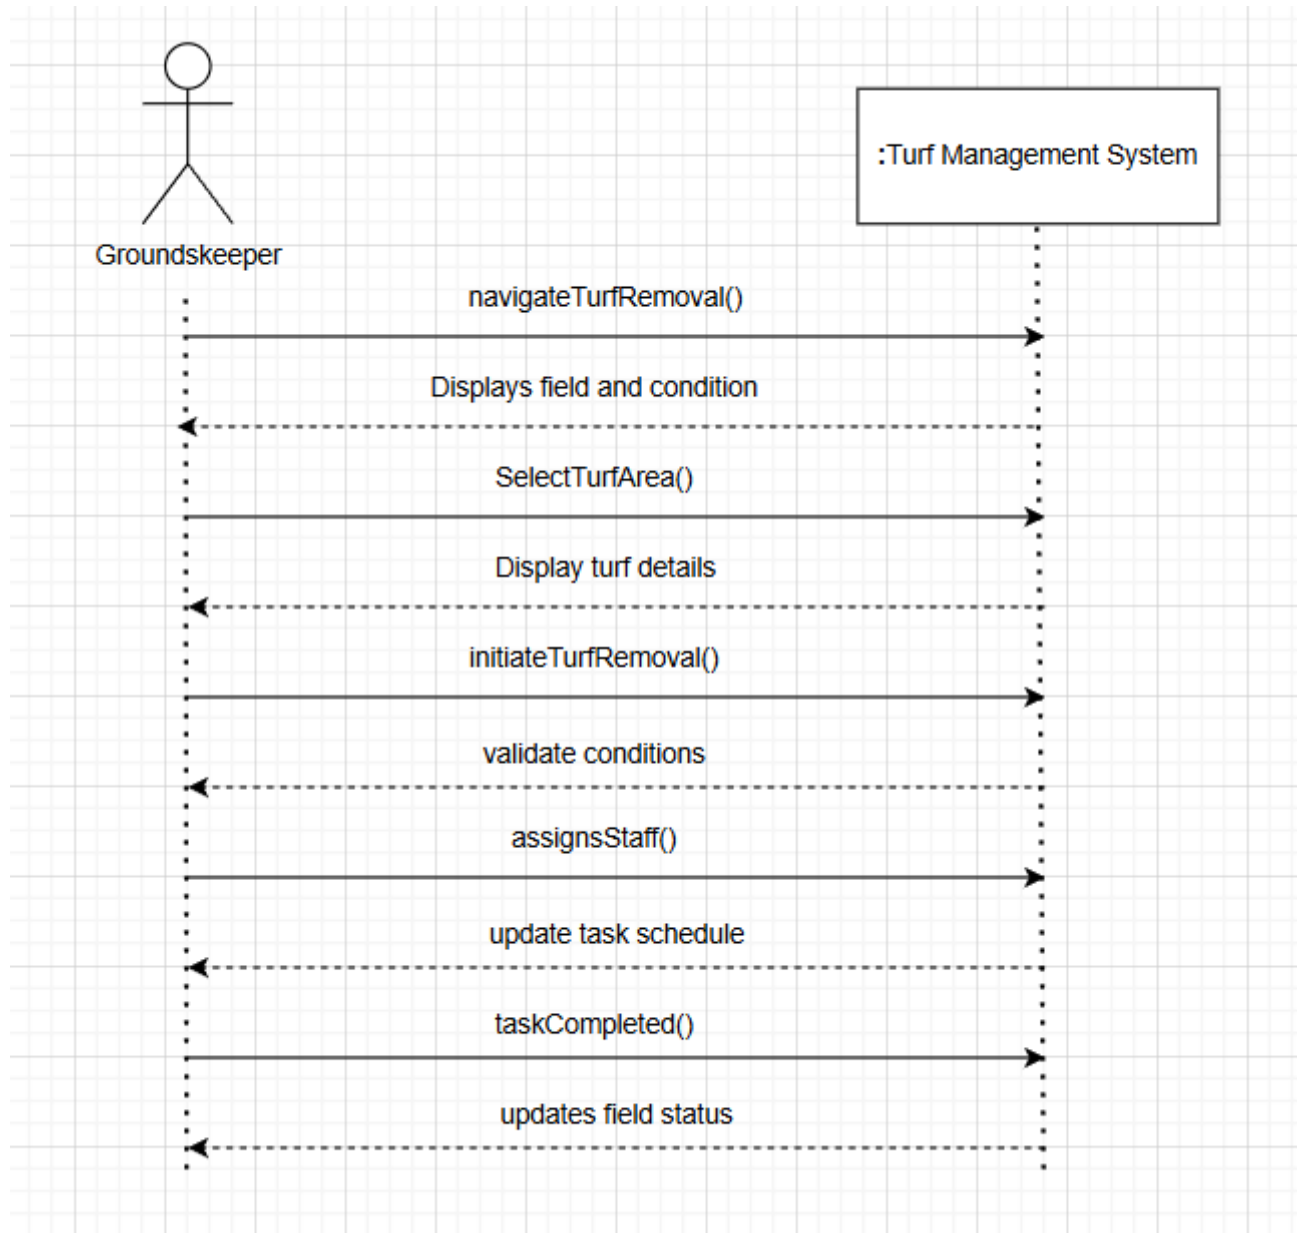 :Turf Management System
Groundskeeper
navigateTurfRemoval()
Displays field and condition
SelectTurfArea()
Display turf details
initiateTurfRemoval()
validate conditions
assignsStaff()
update task schedule
taskCompleted()
updates field status